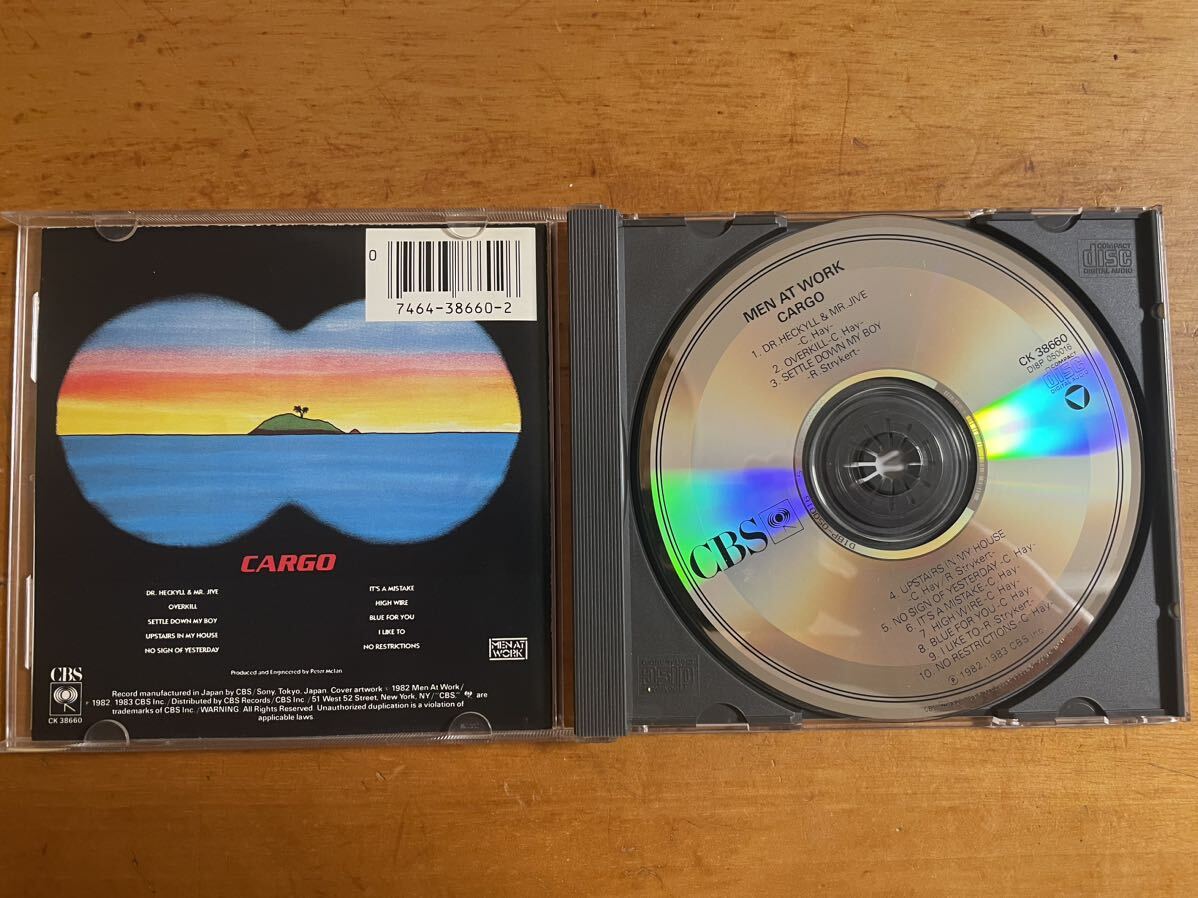 0
7464-38660-2
CARGO
DR. HECKYLL & MR. JIVE
OVERKILL
SETTLE DOWN MY BOY
UPSTAIRS IN MY HOUSE
NO SIGN OF YESTERDAY
IT'S A MISTAKE
HIGH WIRE
BLUE FOR YOU
I LIKE TO
NO RESTRICTIONS
MEN AT
WORK
Produced and Engineered by Peter McIan
CBS
CK 38660
Record manufactured in Japan by CBS/Sony, Tokyo, Japan. Cover artwork © 1982 Men At Work/
℗ 1982, 1983 CBS Inc./Distributed by CBS Records/CBS Inc./51 West 52 Street, New York, NY/"CBS," are
trademarks of CBS Inc./WARNING: All Rights Reserved. Unauthorized duplication is a violation of
applicable laws.
COMPACT
disc
DIGITAL AUDIO
MEN AT WORK
CARGO
1. DR. HECKYLL & MR. JIVE
-C. Hay-
2. OVERKILL-C. Hay-
3. SETTLE DOWN MY BOY
-R. Strykert-
CK 38660
DIBP 050016
COMPACT
disc
CBS
DIBP-050016
4. UPSTAIRS IN MY HOUSE
-C. Hay/R. Strykert-
5. NO SIGN OF YESTERDAY-C. Hay-
6. IT'S A MISTAKE-C. Hay-
7. HIGH WIRE-C. Hay-
8. BLUE FOR YOU-C. Hay-
9. I LIKE TO-R. Strykert-
10. NO RESTRICTIONS-C. Hay-
℗ 1982,1983 CBS Inc.